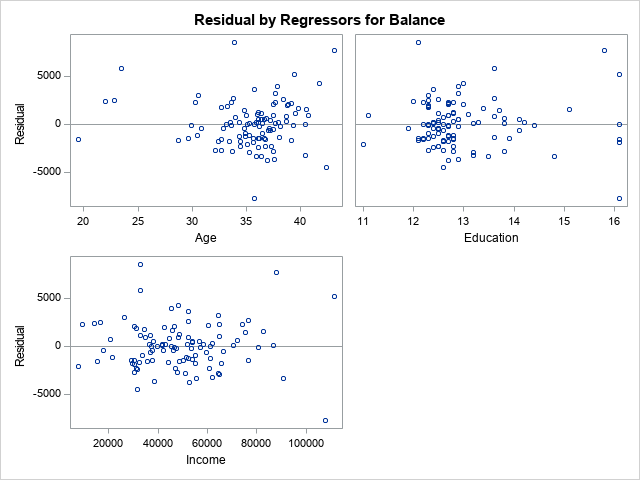 Residual by Regressors for Balance
Residual
5000
0
-5000
20 25 30 35 40
Age
11 12 13 14 15 16
Education
Residual
5000
0
-5000
20000 40000 60000 80000 100000
Income